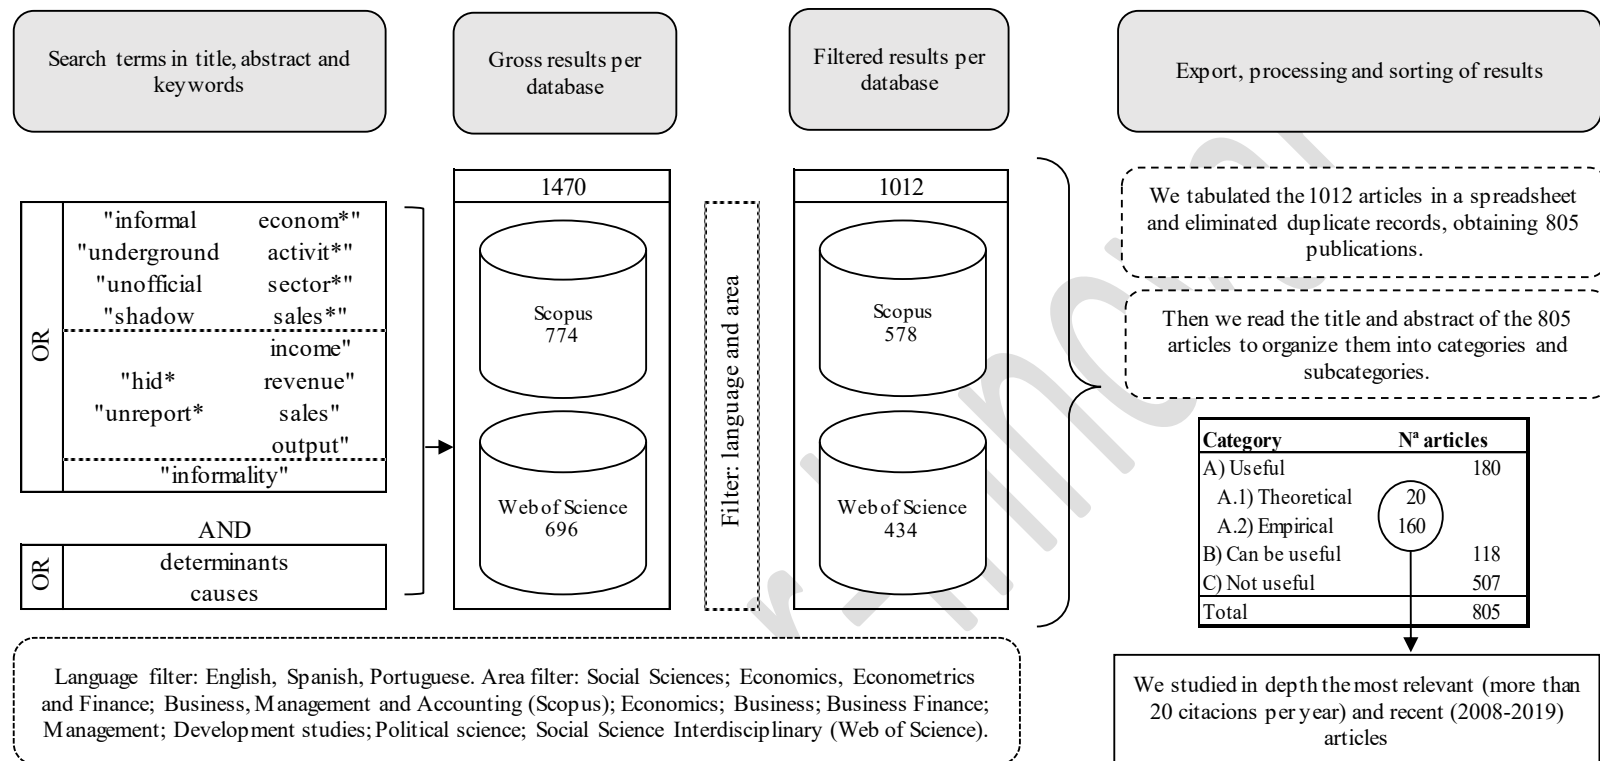 Search terms in title, abstract and
keywords
Gross results per
database
Filtered results per
database
Export, processing and sorting of results
OR
"informal econom*"
"underground activit*"
"unofficial sector*"
"shadow sales*"
income"
"hid* revenue"
"unreport* sales"
output"
"informality"
AND
OR
determinants
causes
1470
Scopus
774
Web of Science
696
Filter: language and area
1012
Scopus
578
Web of Science
434
We tabulated the 1012 articles in a spreadsheet
and eliminated duplicate records, obtaining 805
publications.
Then we read the title and abstract of the 805
articles to organize them into categories and
subcategories.
Category Nª articles
A) Useful 180
A.1) Theoretical 20
A.2) Empirical 160
B) Can be useful 118
C) Not useful 507
Total 805
We studied in depth the most relevant (more than
20 citacions per year) and recent (2008-2019)
articles
Language filter: English, Spanish, Portuguese. Area filter: Social Sciences; Economics, Econometrics
and Finance; Business, Management and Accounting (Scopus); Economics; Business; Business Finance;
Management; Development studies; Political science; Social Science Interdisciplinary (Web of Science).